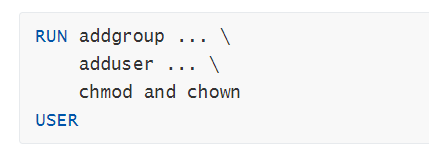 RUN addgroup ... \
adduser ... \
chmod and chown
USER